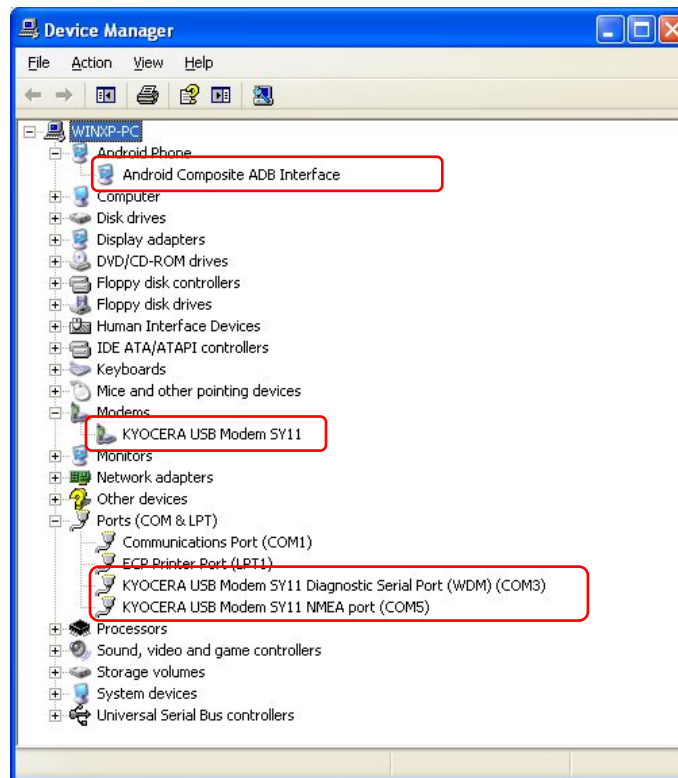 Device Manager
File Action View Help
WINXP-PC
Android Phone
Android Composite ADB Interface
Computer
Disk drives
Display adapters
DVD/CD-ROM drives
Floppy disk controllers
Floppy disk drives
Human Interface Devices
IDE ATA/ATAPI controllers
Keyboards
Mice and other pointing devices
Modems
KYOCERA USB Modem SY11
Monitors
Network adapters
Other devices
Ports (COM & LPT)
Communications Port (COM1)
ECP Printer Port (LPT1)
KYOCERA USB Modem SY11 Diagnostic Serial Port (WDM) (COM3)
KYOCERA USB Modem SY11 NMEA port (COM5)
Processors
Sound, video and game controllers
Storage volumes
System devices
Universal Serial Bus controllers